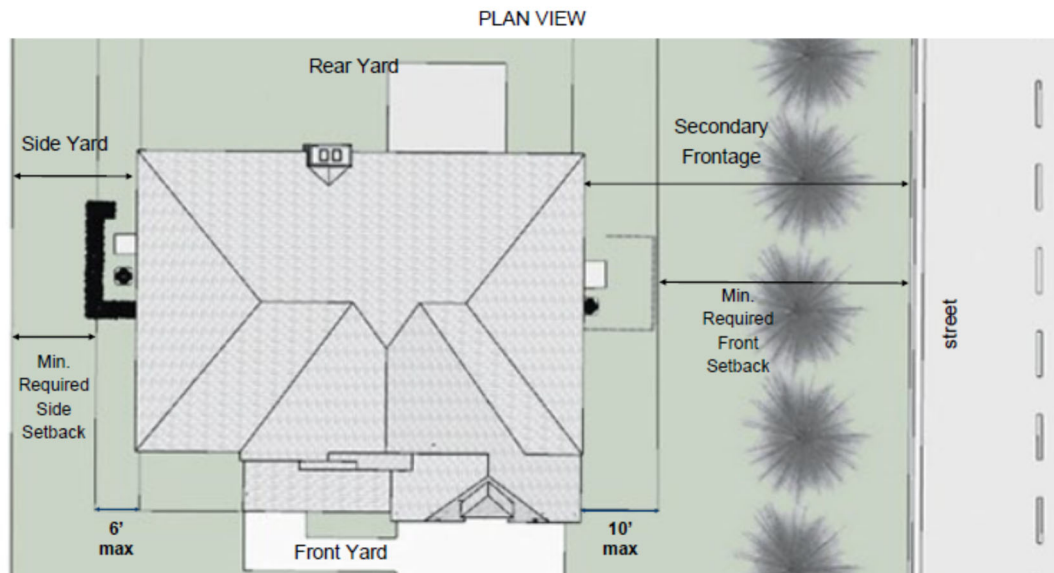 PLAN VIEW
Rear Yard
Side Yard
Secondary
Frontage
Min.
Required
Side
Setback
Min.
Required
Front
Setback
street
6’
max
Front Yard
10’
max